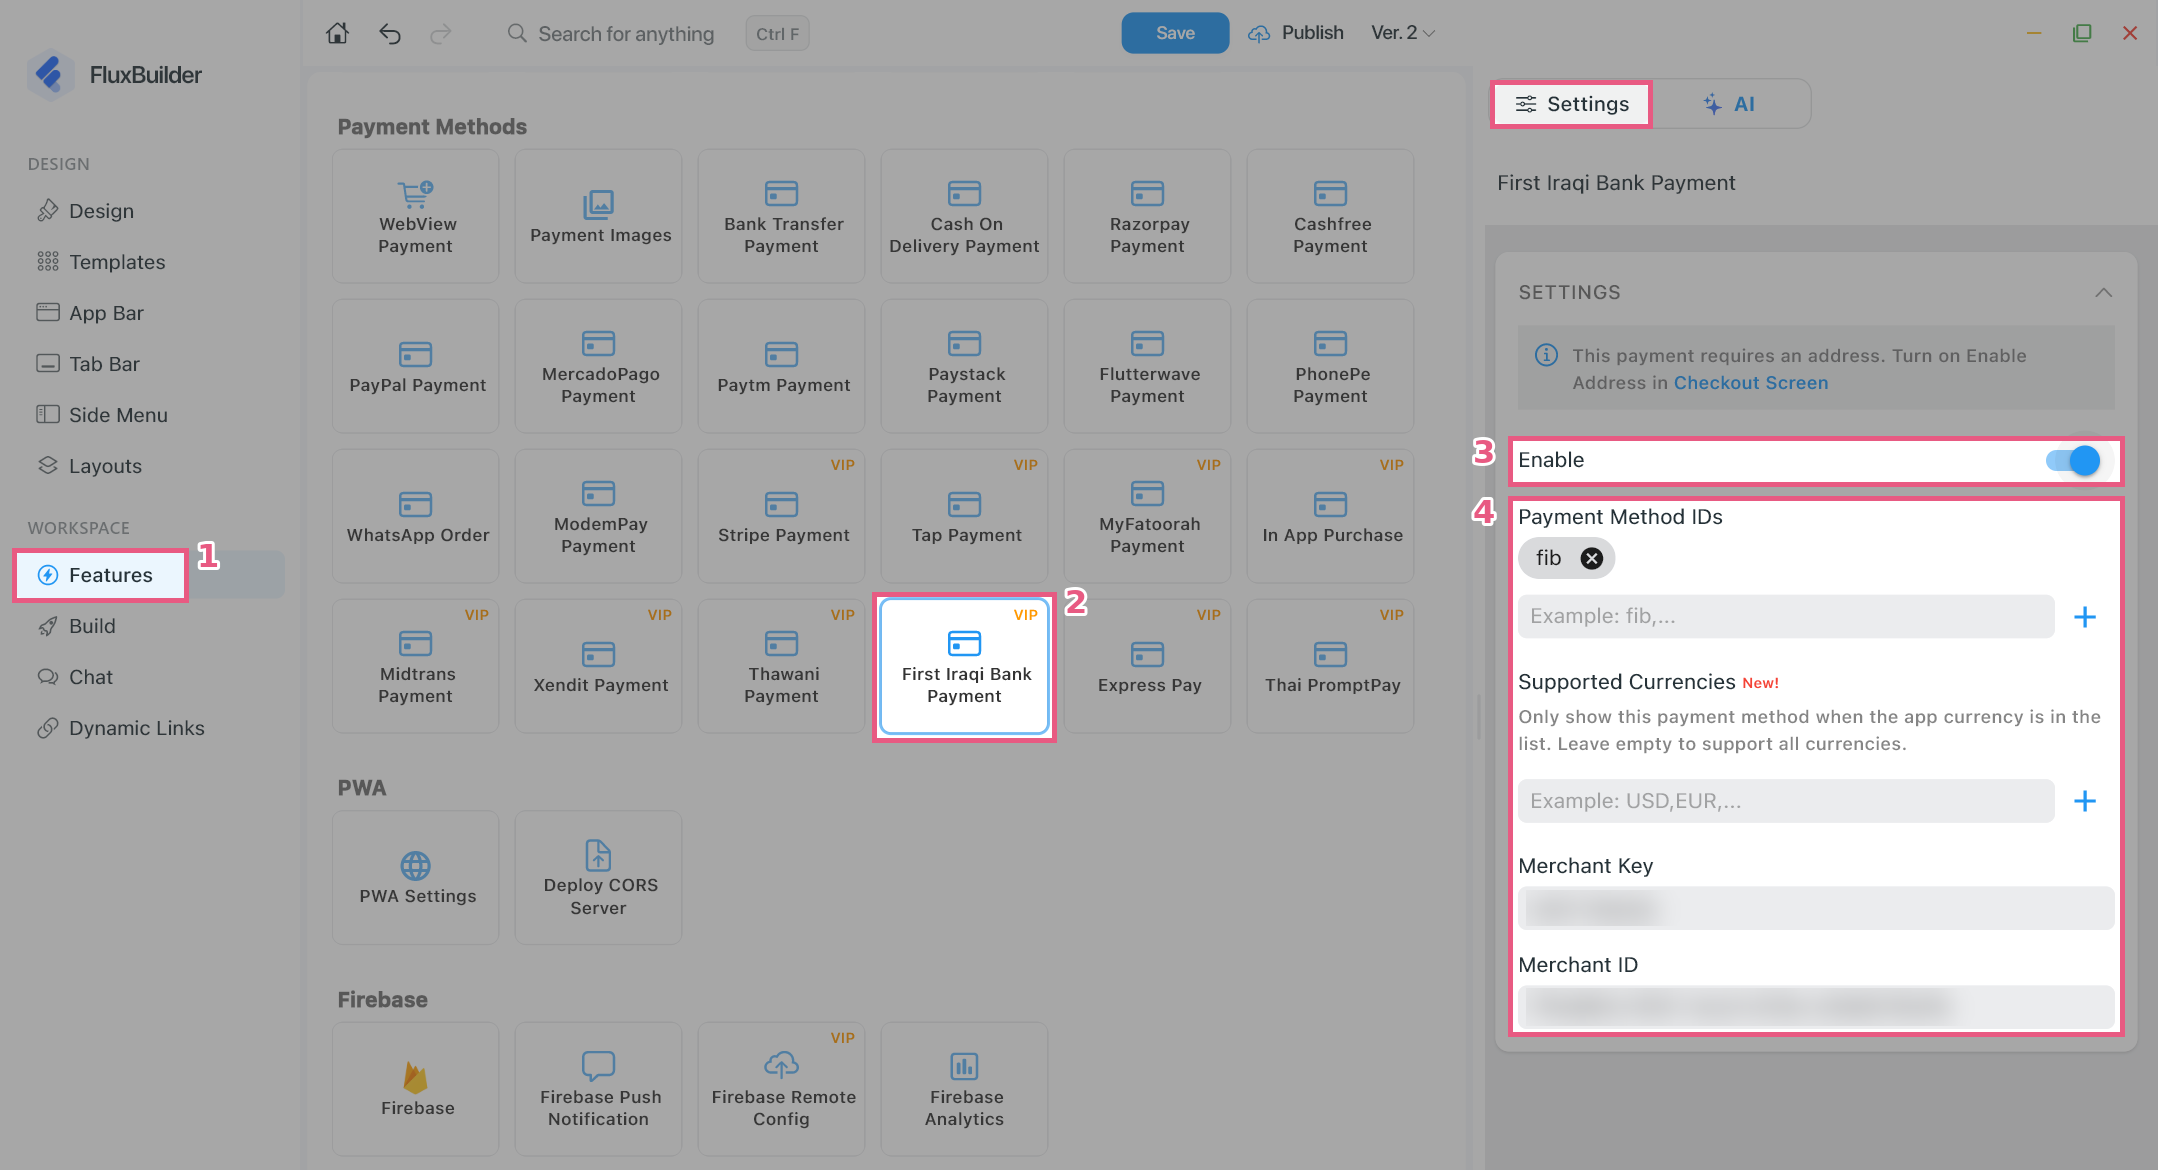 FluxBuilder
Search for anything
Ctrl F
Save
Publish
Ver. 2
DESIGN
Design
Templates
App Bar
Tab Bar
Side Menu
Layouts
WORKSPACE
Features
1
Build
Chat
Dynamic Links
Payment Methods
WebView
Payment
Payment Images
Bank Transfer
Payment
Cash On
Delivery Payment
Razorpay
Payment
Cashfree
Payment
PayPal Payment
MercadoPago
Payment
Paytm Payment
Paystack
Payment
Flutterwave
Payment
PhonePe
Payment
WhatsApp Order
ModemPay
Payment
VIP
Stripe Payment
VIP
Tap Payment
VIP
MyFatoorah
Payment
VIP
In App Purchase
VIP
Midtrans
Payment
VIP
Xendit Payment
VIP
Thawani
Payment
VIP
First Iraqi Bank
Payment
2
VIP
Express Pay
VIP
Thai PromptPay
PWA
PWA Settings
Deploy CORS
Server
Firebase
Firebase
Firebase Push
Notification
VIP
Firebase Remote
Config
Firebase
Analytics
Settings
AI
First Iraqi Bank Payment
SETTINGS
This payment requires an address. Turn on Enable
Address in Checkout Screen
3
Enable
4
Payment Method IDs
fib
Example: fib,...
Supported Currencies New!
Only show this payment method when the app currency is in the
list. Leave empty to support all currencies.
Example: USD,EUR,...
Merchant Key
Merchant ID